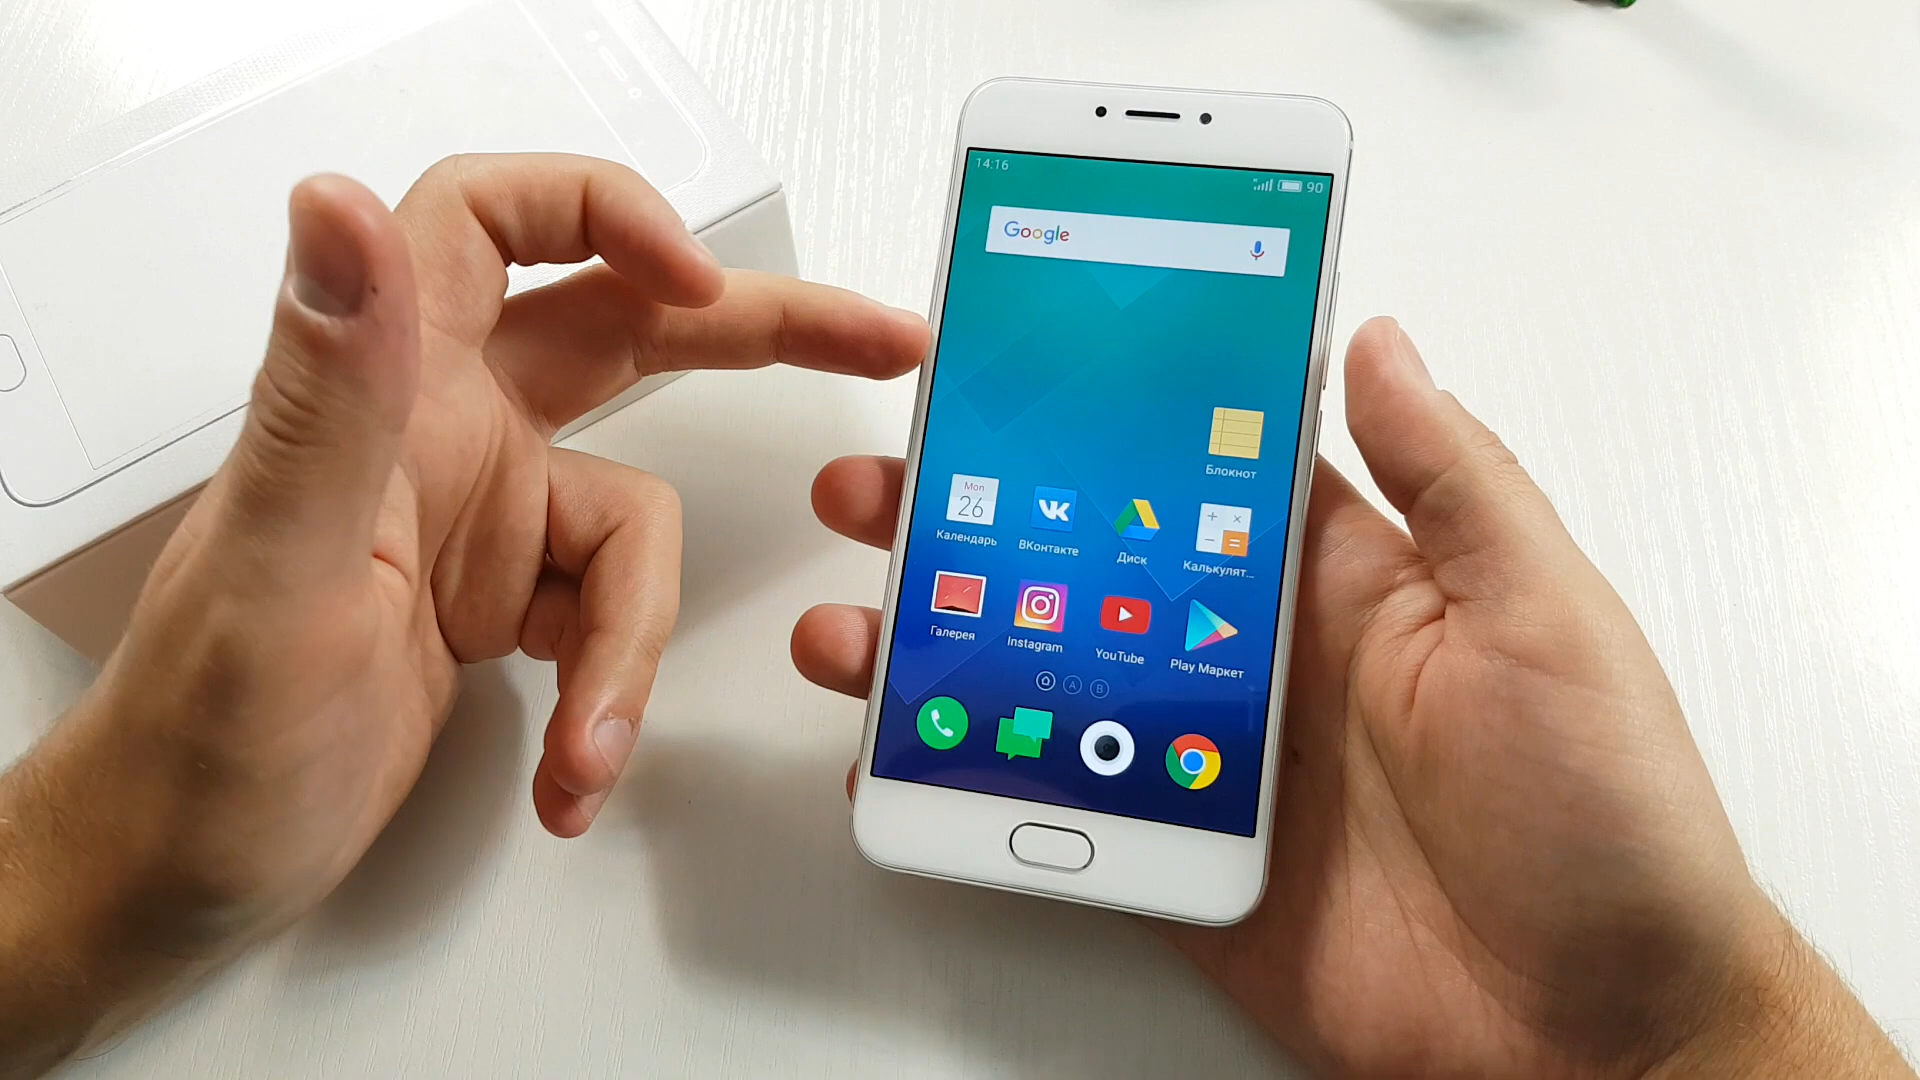 14:16
90
Google
Блокнот
Mon
26
Календарь
ВКонтакте
Диск
Калькулят...
Галерея
Instagram
YouTube
Play Маркет
A
B